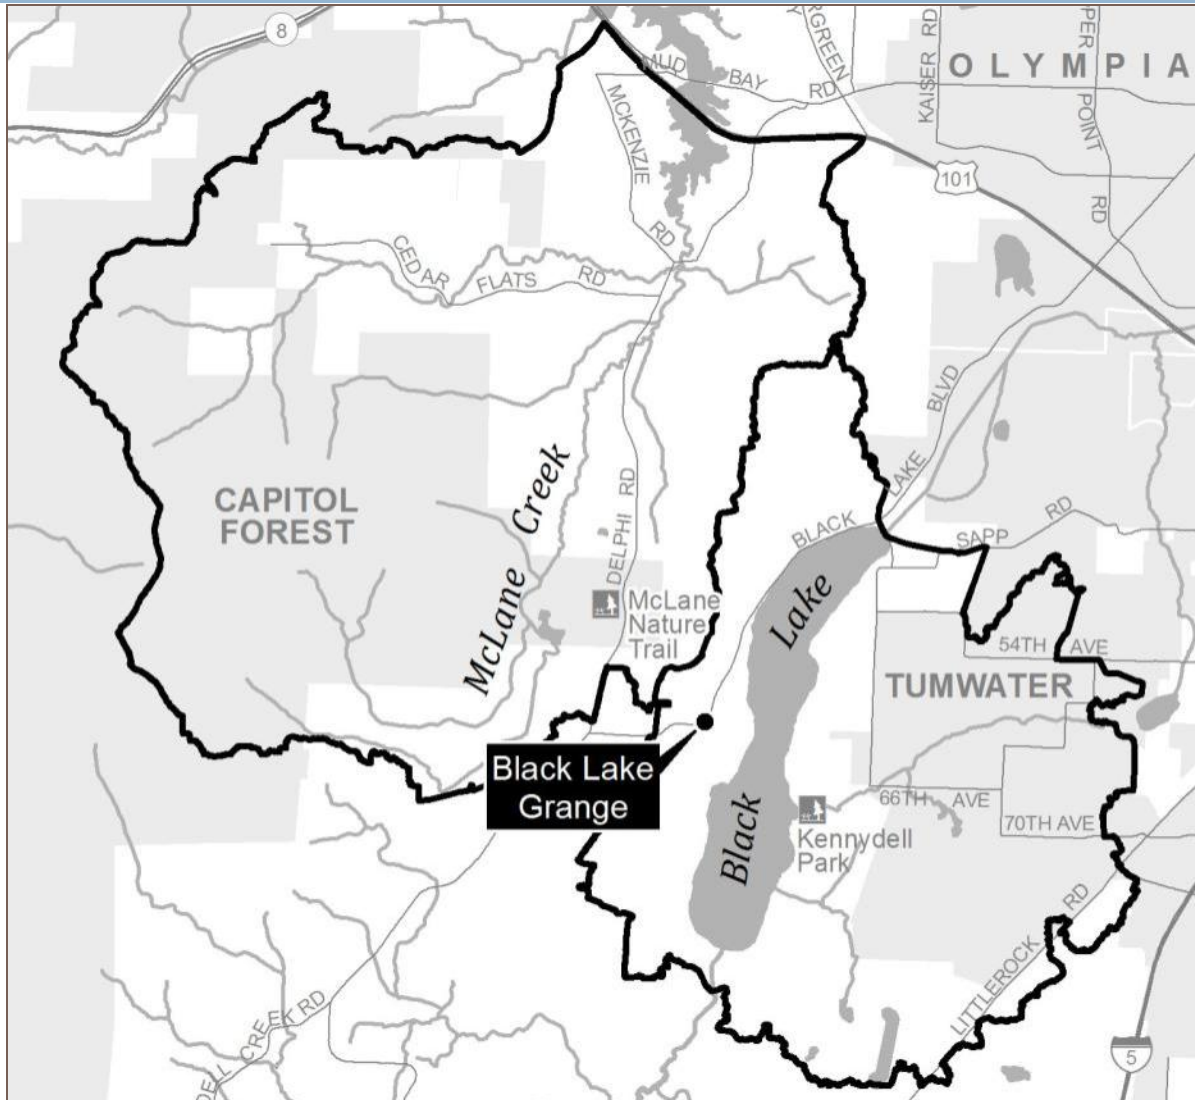 8
MUD BAY RD
RGREEN
Y
KAISER RD
PER POINT RD
OLYMPIA
MCKENZIE RD
101
CEDAR FLATS RD
BLACK LAKE BLVD
CAPITOL
FOREST
McLane Creek
DELPHI RD
SAPP RD
McLane
Nature
Trail
Black Lake
54TH AVE
TUMWATER
Black Lake
Grange
66TH AVE
70TH AVE
Kennydell
Park
LITTLEROCK RD
DELL CREEK RD
5